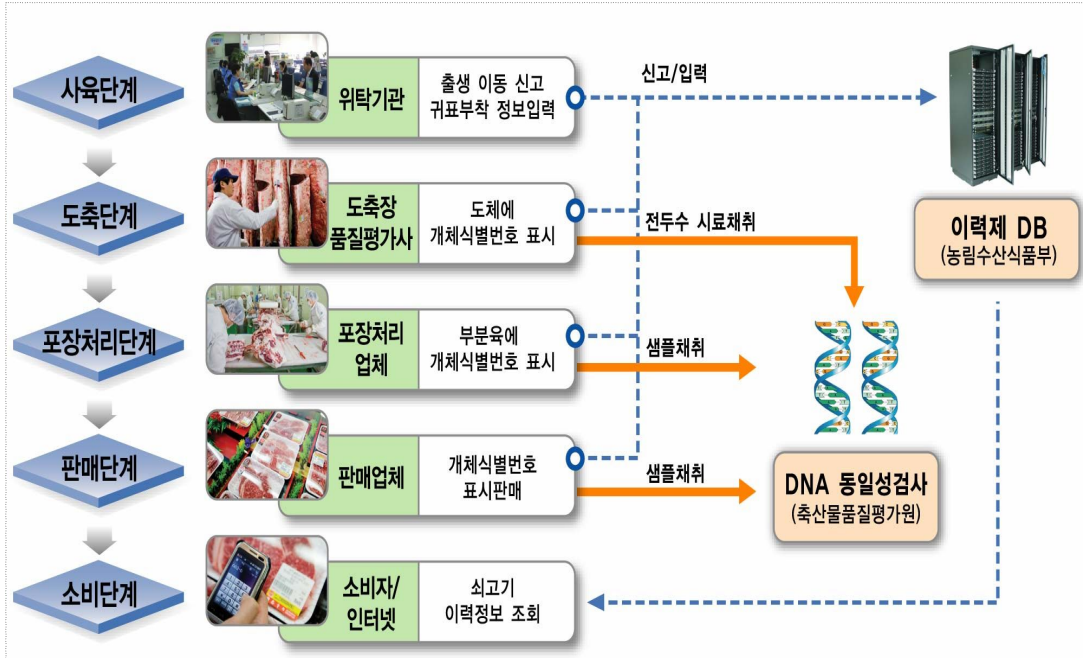 사육단계
위탁기관
출생 이동 신고
귀표부착 정보입력
신고/입력
이력제 DB
(농림수산식품부)
도축단계
도축장
품질평가사
도체에
개체식별번호 표시
전두수 시료채취
포장처리단계
포장처리
업체
부분육에
개체식별번호 표시
샘플채취
판매단계
판매업체
개체식별번호
표시판매
샘플채취
DNA 동일성검사
(축산물품질평가원)
소비단계
소비자/
인터넷
쇠고기
이력정보 조회